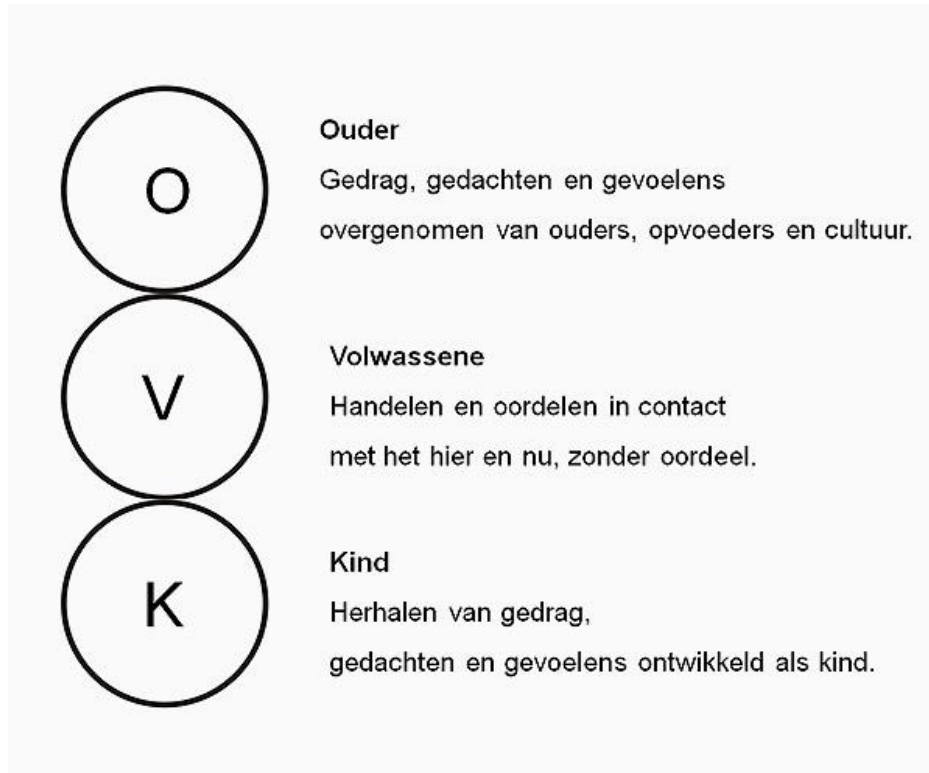 O
Ouder
Gedrag, gedachten en gevoelens
overgenomen van ouders, opvoeders en cultuur.
V
Volwassene
Handelen en oordelen in contact
met het hier en nu, zonder oordeel.
K
Kind
Herhalen van gedrag,
gedachten en gevoelens ontwikkeld als kind.